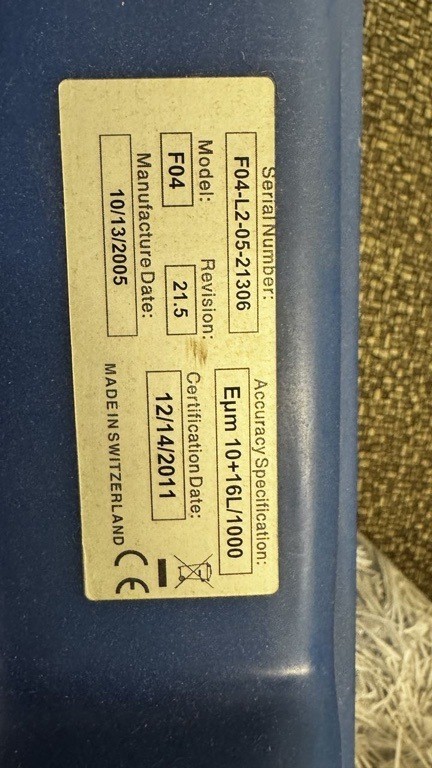 Serial Number:
F04-L2-05-21306
Accuracy Specification:
Eµm 10+16L/1000
Model:
F04
Revision:
21.5
Certification Date:
12/14/2011
Manufacture Date:
10/13/2005
MADE IN SWITZERLAND
CE